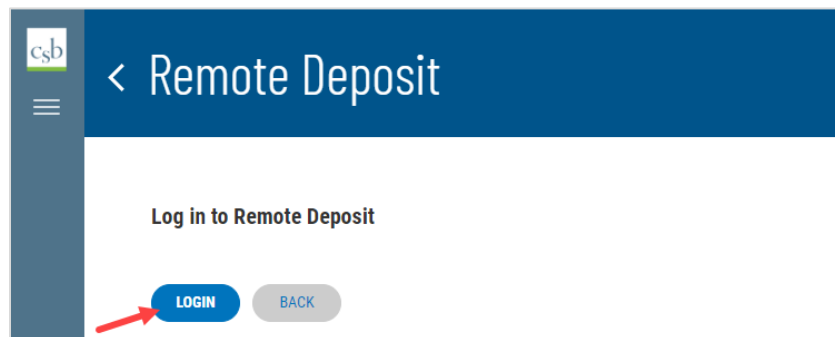 csb
Remote Deposit
Log in to Remote Deposit
LOGIN
BACK